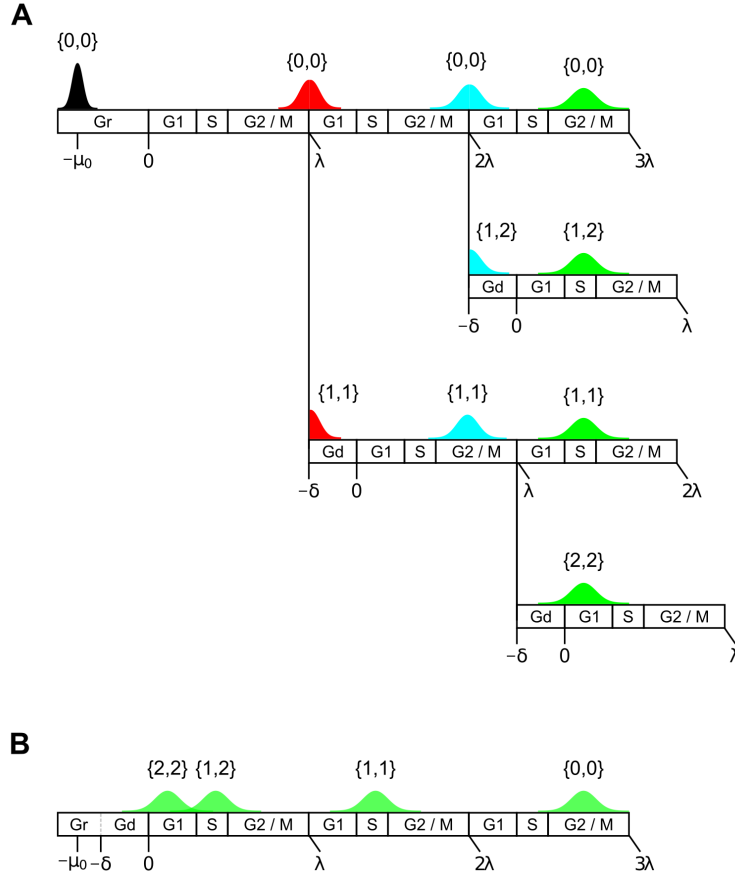 A
{0,0} {0,0} {0,0} {0,0}
Gr G1 S G2 / M G1 S G2 / M G1 S G2 / M
−μ₀ 0 λ 2λ 3λ
{1,2} {1,2}
Gd G1 S G2 / M
−δ 0 λ
{1,1} {1,1} {1,1}
Gd G1 S G2 / M G1 S G2 / M
−δ 0 λ 2λ
{2,2}
Gd G1 S G2 / M
−δ 0 λ
B
{2,2} {1,2} {1,1} {0,0}
Gr Gd G1 S G2 / M G1 S G2 / M G1 S G2 / M
−μ₀ −δ 0 λ 2λ 3λ